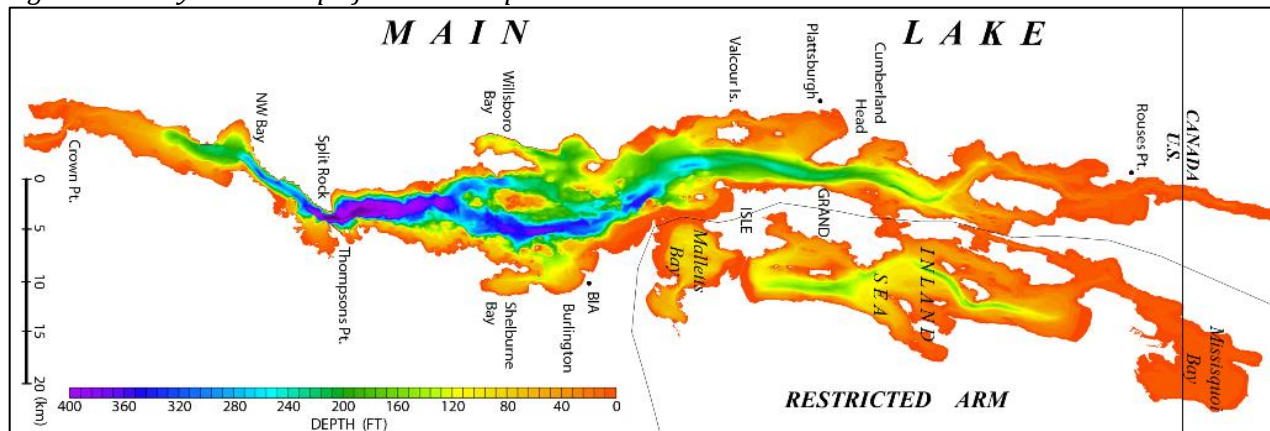 MAIN LAKE
Crown Pt.
NW Bay
Split Rock
Thompsons Pt.
Willsboro
Bay
Shelburne
Bay
Burlington
BIA
Valcour Is.
Plattsburgh
Cumberland
Head
Rouses Pt.
CANADA
U.S.
GRAND
ISLE
Malletts
Bay
INLAND
SEA
Missisquoi
Bay
RESTRICTED ARM
0
5
10
15
20 (km)
400 360 320 280 240 200 160 120 80 40 0
DEPTH (FT)